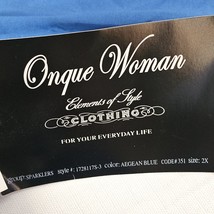 Onque Woman
Elements of Style
CLOTHING
FOR YOUR EVERYDAY LIFE
SPARKLERS style #: 17281175-3 color: AEGEAN BLUE CODE# 351 size: 2X